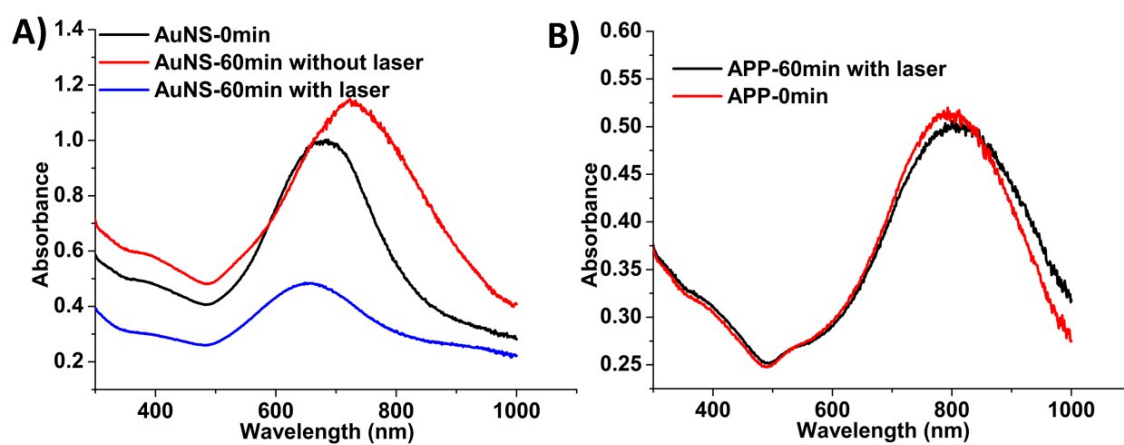 A)
AuNS-0min
AuNS-60min without laser
AuNS-60min with laser
1.4
1.2
1.0
0.8
0.6
0.4
0.2
Absorbance
400 600 800 1000
Wavelength (nm)
B)
APP-60min with laser
APP-0min
0.60
0.55
0.50
0.45
0.40
0.35
0.30
0.25
Absorbance
400 600 800 1000
Wavelength (nm)